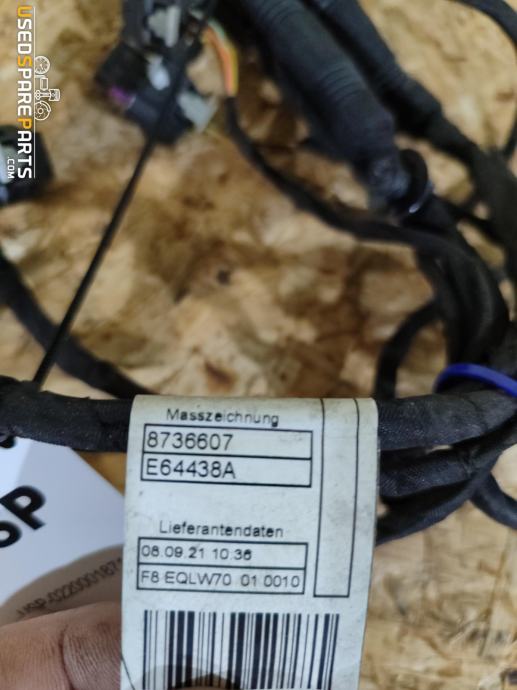 USEDSPAREPARTS
.COM
Masszeichnung
8736607
E64438A
Lieferantendaten
08.09.21 10:36
F8 EQLW70 01 0010
SP